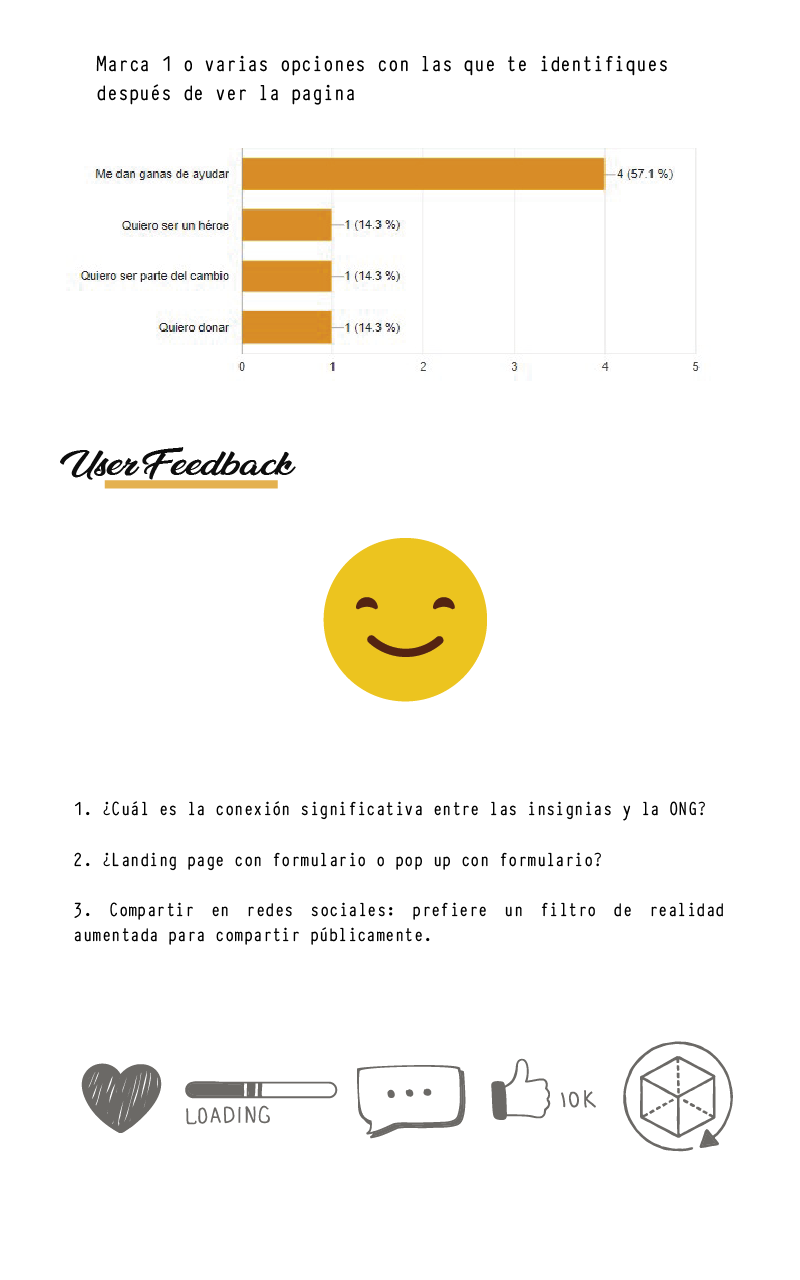 Marca 1 o varias opciones con las que te identifiques
después de ver la pagina
Me dan ganas de ayudar
4 (57.1 %)
Quiero ser un héroe
1 (14.3 %)
Quiero ser parte del cambio
1 (14.3 %)
Quiero donar
1 (14.3 %)
0 1 2 3 4 5
User Feedback
1. ¿Cuál es la conexión significativa entre las insignias y la ONG?
2. ¿Landing page con formulario o pop up con formulario?
3. Compartir en redes sociales: prefiere un filtro de realidad
aumentada para compartir públicamente.
LOADING
10K